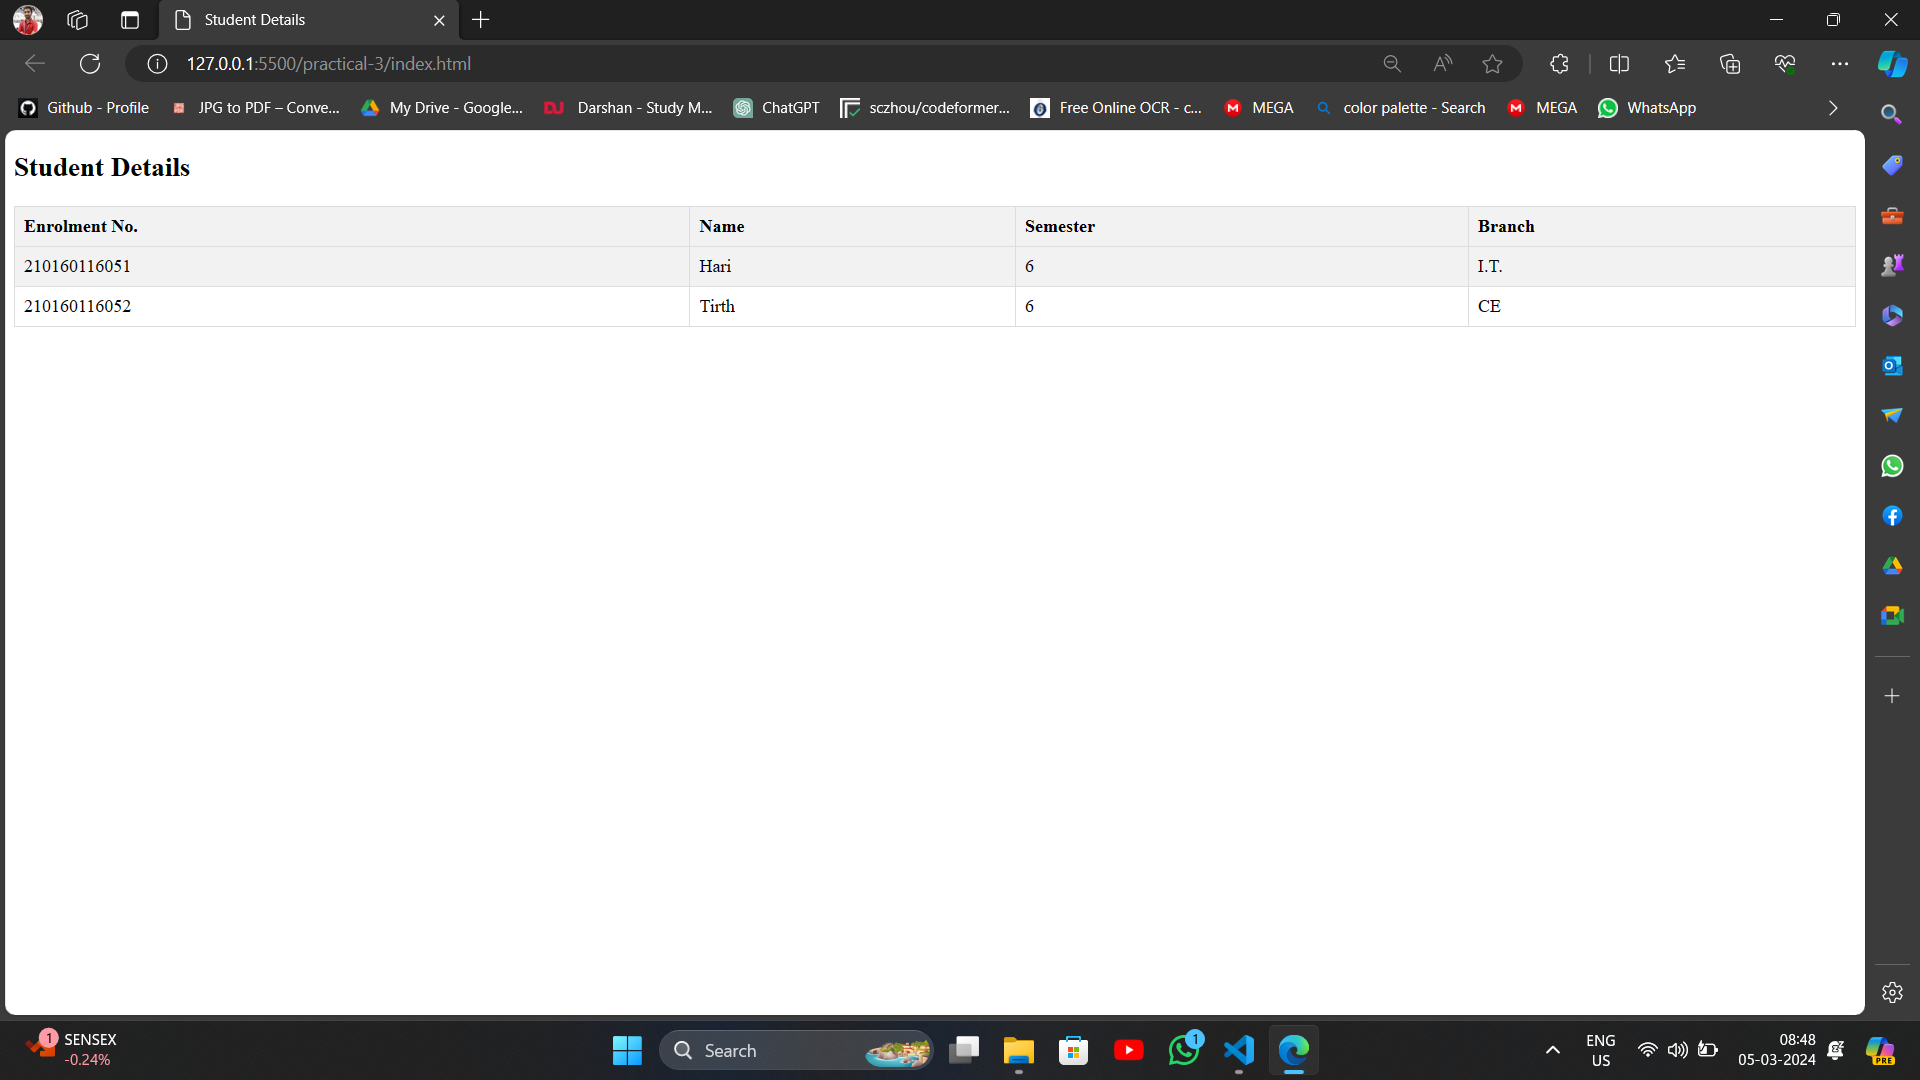 Student Details
127.0.0.1:5500/practical-3/index.html
Github - Profile JPG to PDF – Conve... My Drive - Google... Darshan - Study M... ChatGPT sczhou/codeformer... Free Online OCR - c... MEGA color palette - Search MEGA WhatsApp
Student Details
Enrolment No. Name Semester Branch
210160116051 Hari 6 I.T.
210160116052 Tirth 6 CE
1 SENSEX
-0.24%
Search
1
ENG
US
08:48
05-03-2024
PRE